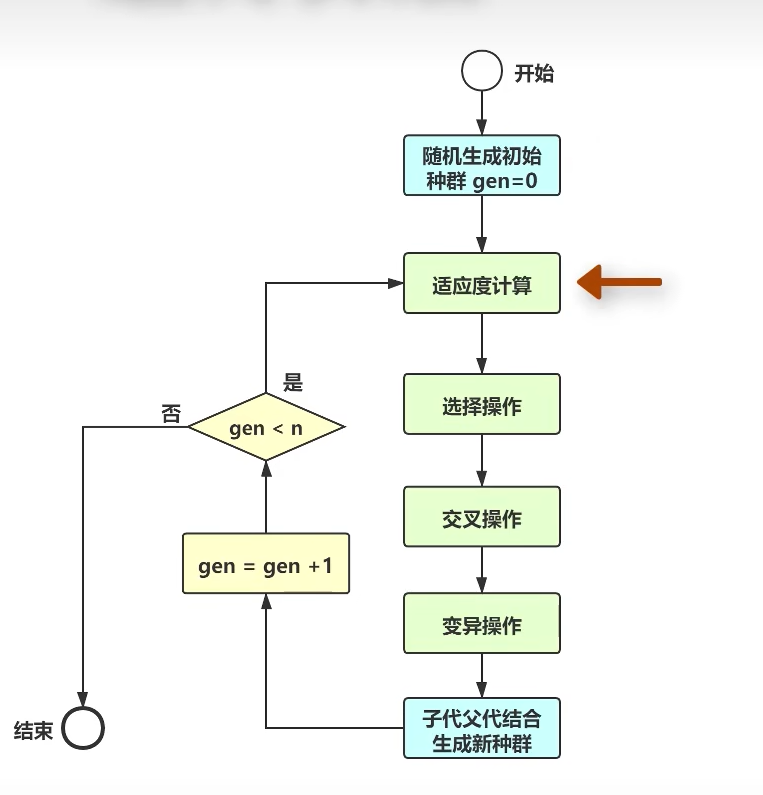 开始
随机生成初始
种群 gen=0
适应度计算
选择操作
交叉操作
变异操作
子代父代结合
生成新种群
gen = gen +1
gen < n
是
否
结束